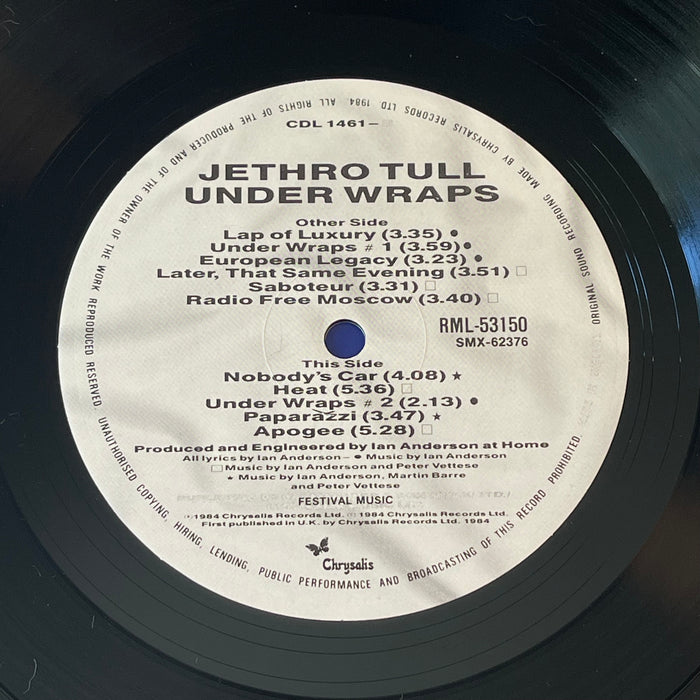 ORIGINAL SOUND RECORDING MADE BY CHRYSALIS RECORDS LTD 1984. ALL RIGHTS OF THE PRODUCER AND OF THE OWNER OF THE WORK REPRODUCED RESERVED. UNAUTHORISED COPYING, HIRING, LENDING, PUBLIC PERFORMANCE AND BROADCASTING OF THIS RECORD PROHIBITED.
CDL 1461–
JETHRO TULL
UNDER WRAPS
Other Side
Lap of Luxury (3.35) ●
Under Wraps # 1 (3.59) ●
European Legacy (3.23) ●
Later, That Same Evening (3.51) □
Saboteur (3.31) □
Radio Free Moscow (3.40) □
RML-53150
SMX-62376
This Side
Nobody's Car (4.08) ★
Heat (5.36) □
Under Wraps # 2 (2.13) ●
Paparazzi (3.47) ★
Apogee (5.28) □
Produced and Engineered by Ian Anderson at Home
All lyrics by Ian Anderson – ● Music by Ian Anderson
□ Music by Ian Anderson and Peter Vettese
★ Music by Ian Anderson, Martin Barre
and Peter Vettese
FESTIVAL MUSIC
℗ 1984 Chrysalis Records Ltd. © 1984 Chrysalis Records Ltd.
First published in U.K. by Chrysalis Records Ltd. 1984
Chrysalis